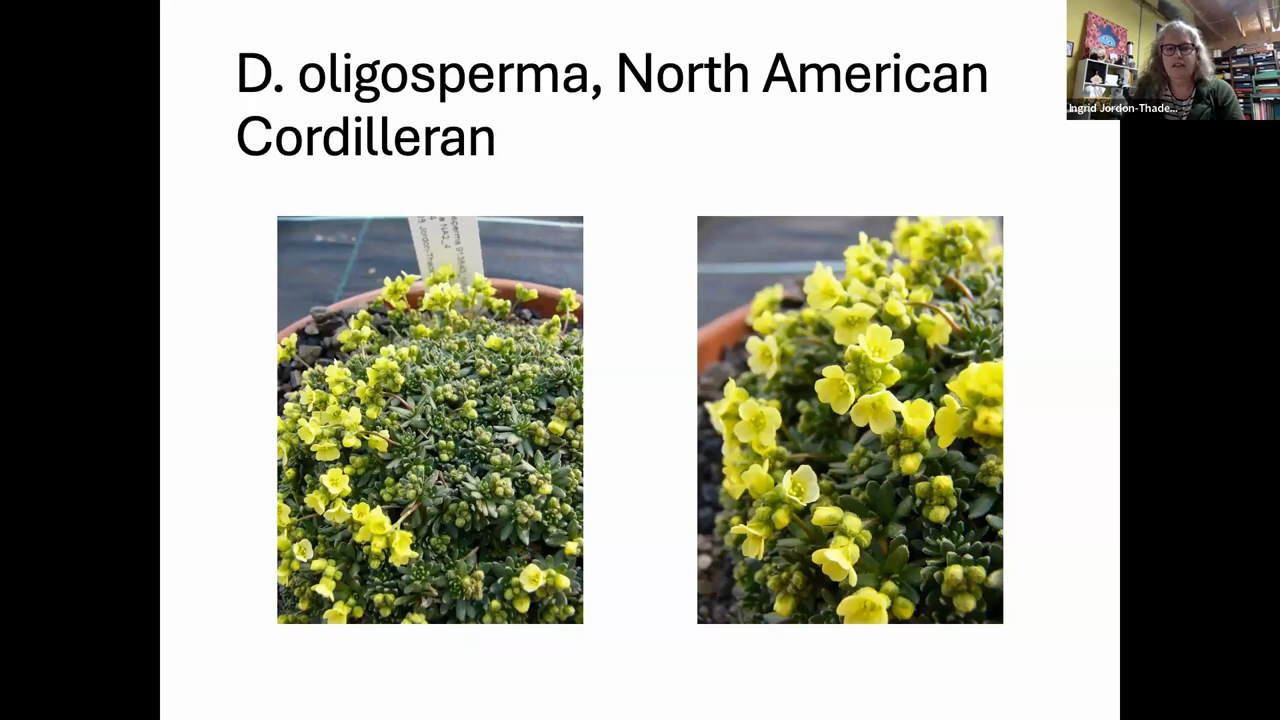 D. oligosperma, North American
Cordilleran
Ingrid Jordon-Thade...